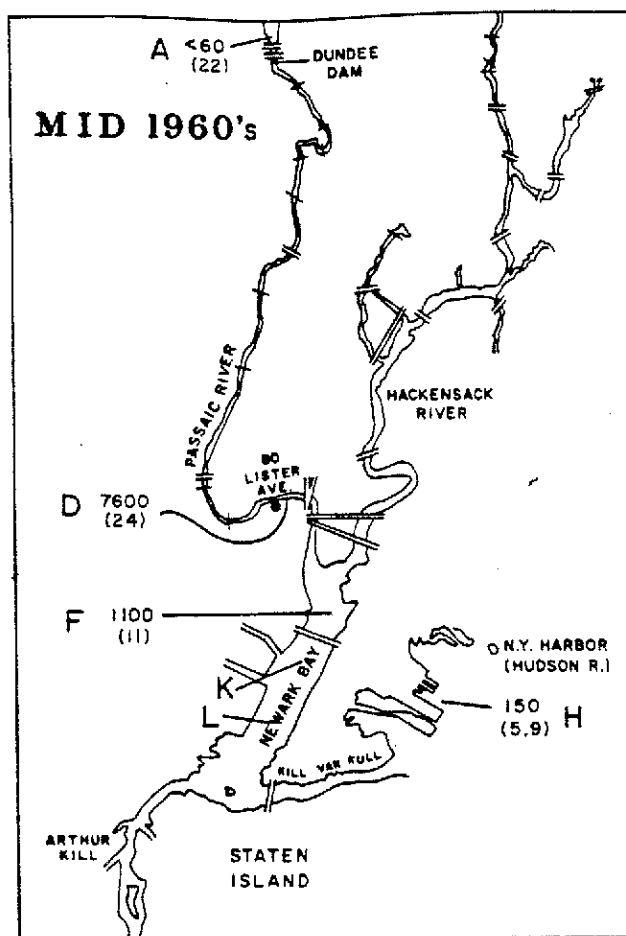 A <60
(22)
DUNDEE
DAM
MID 1960's
PASSAIC RIVER
HACKENSACK
RIVER
80
LISTER
AVE.
D 7600
(24)
F 1100
(11)
K
L
NEWARK BAY
N.Y. HARBOR
(HUDSON R.)
150 H
(5.9)
KILL VAN KULL
ARTHUR
KILL
STATEN
ISLAND